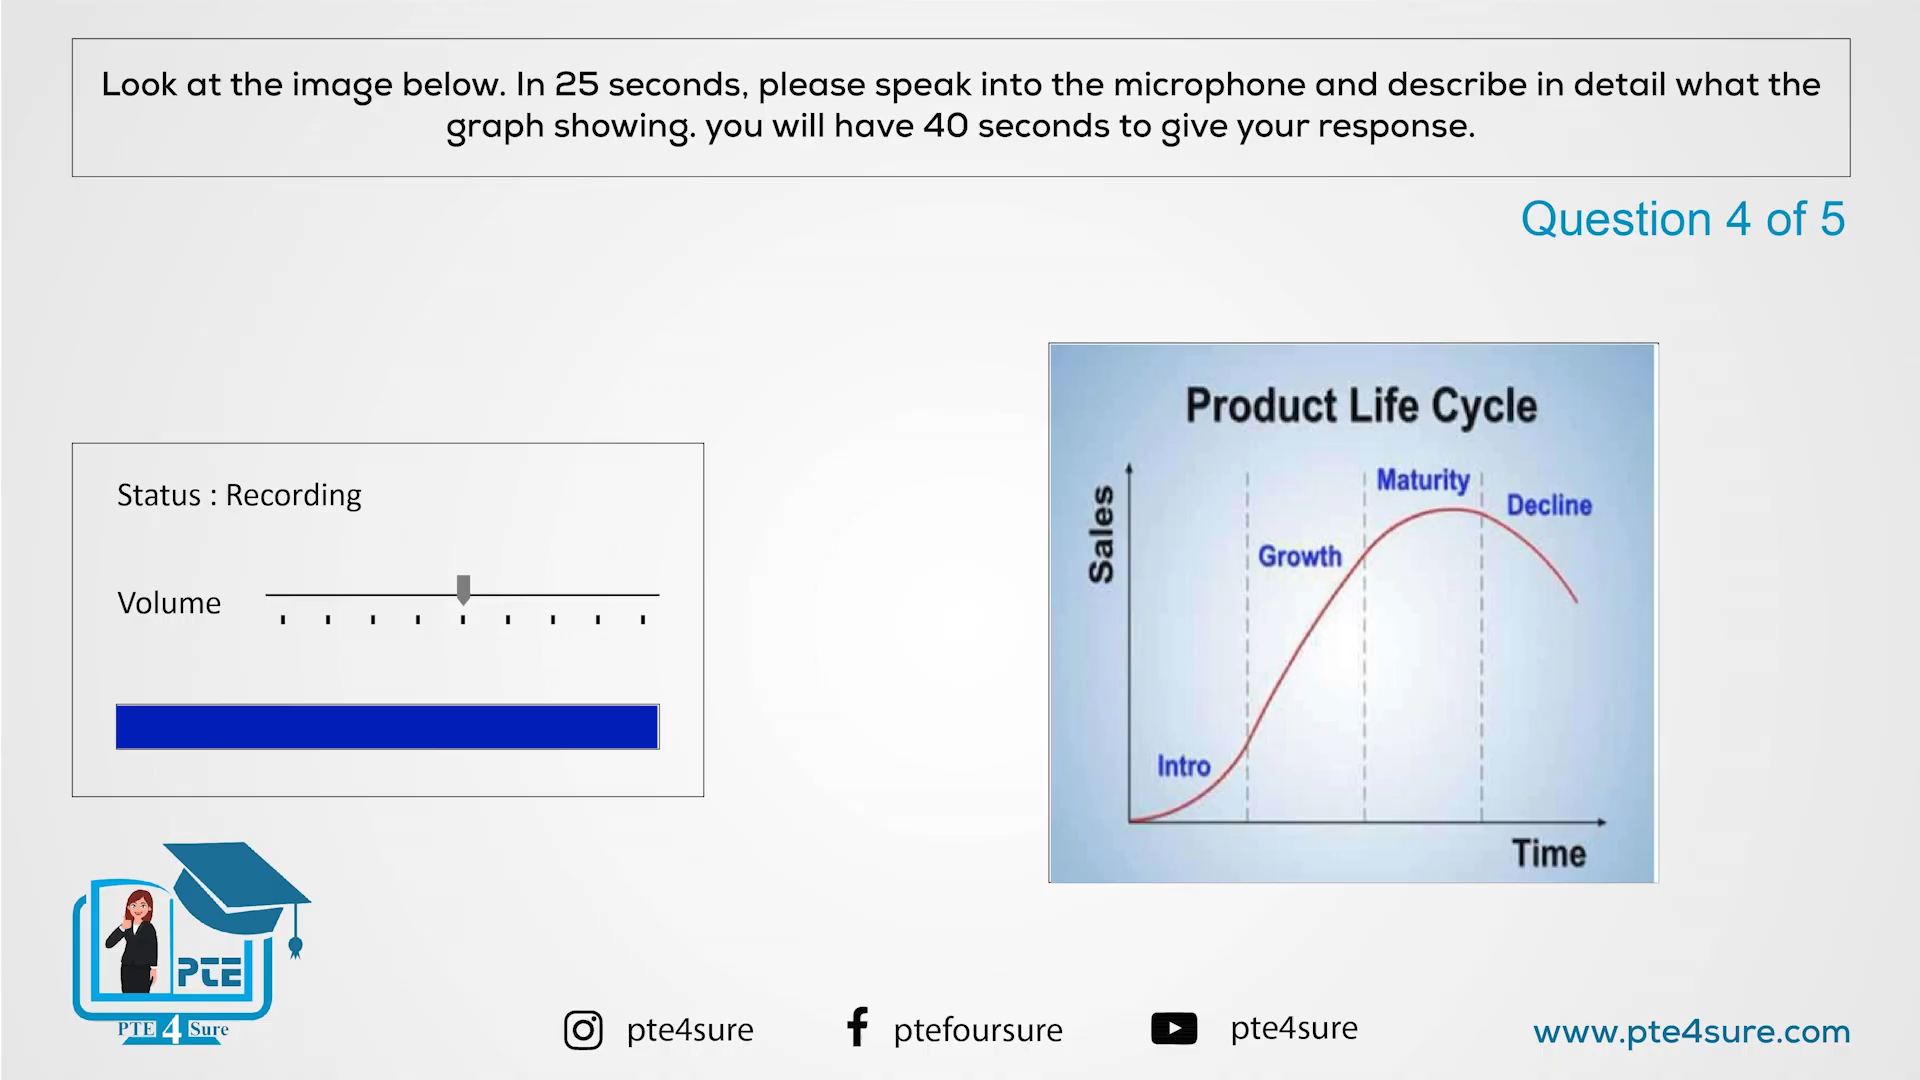 Look at the image below. In 25 seconds, please speak into the microphone and describe in detail what the
graph showing. you will have 40 seconds to give your response.
Question 4 of 5
Status : Recording
Volume
Product Life Cycle
Sales
Maturity
Decline
Growth
Intro
Time
PTE
PTE 4 Sure
pte4sure
ptefoursure
pte4sure
www.pte4sure.com